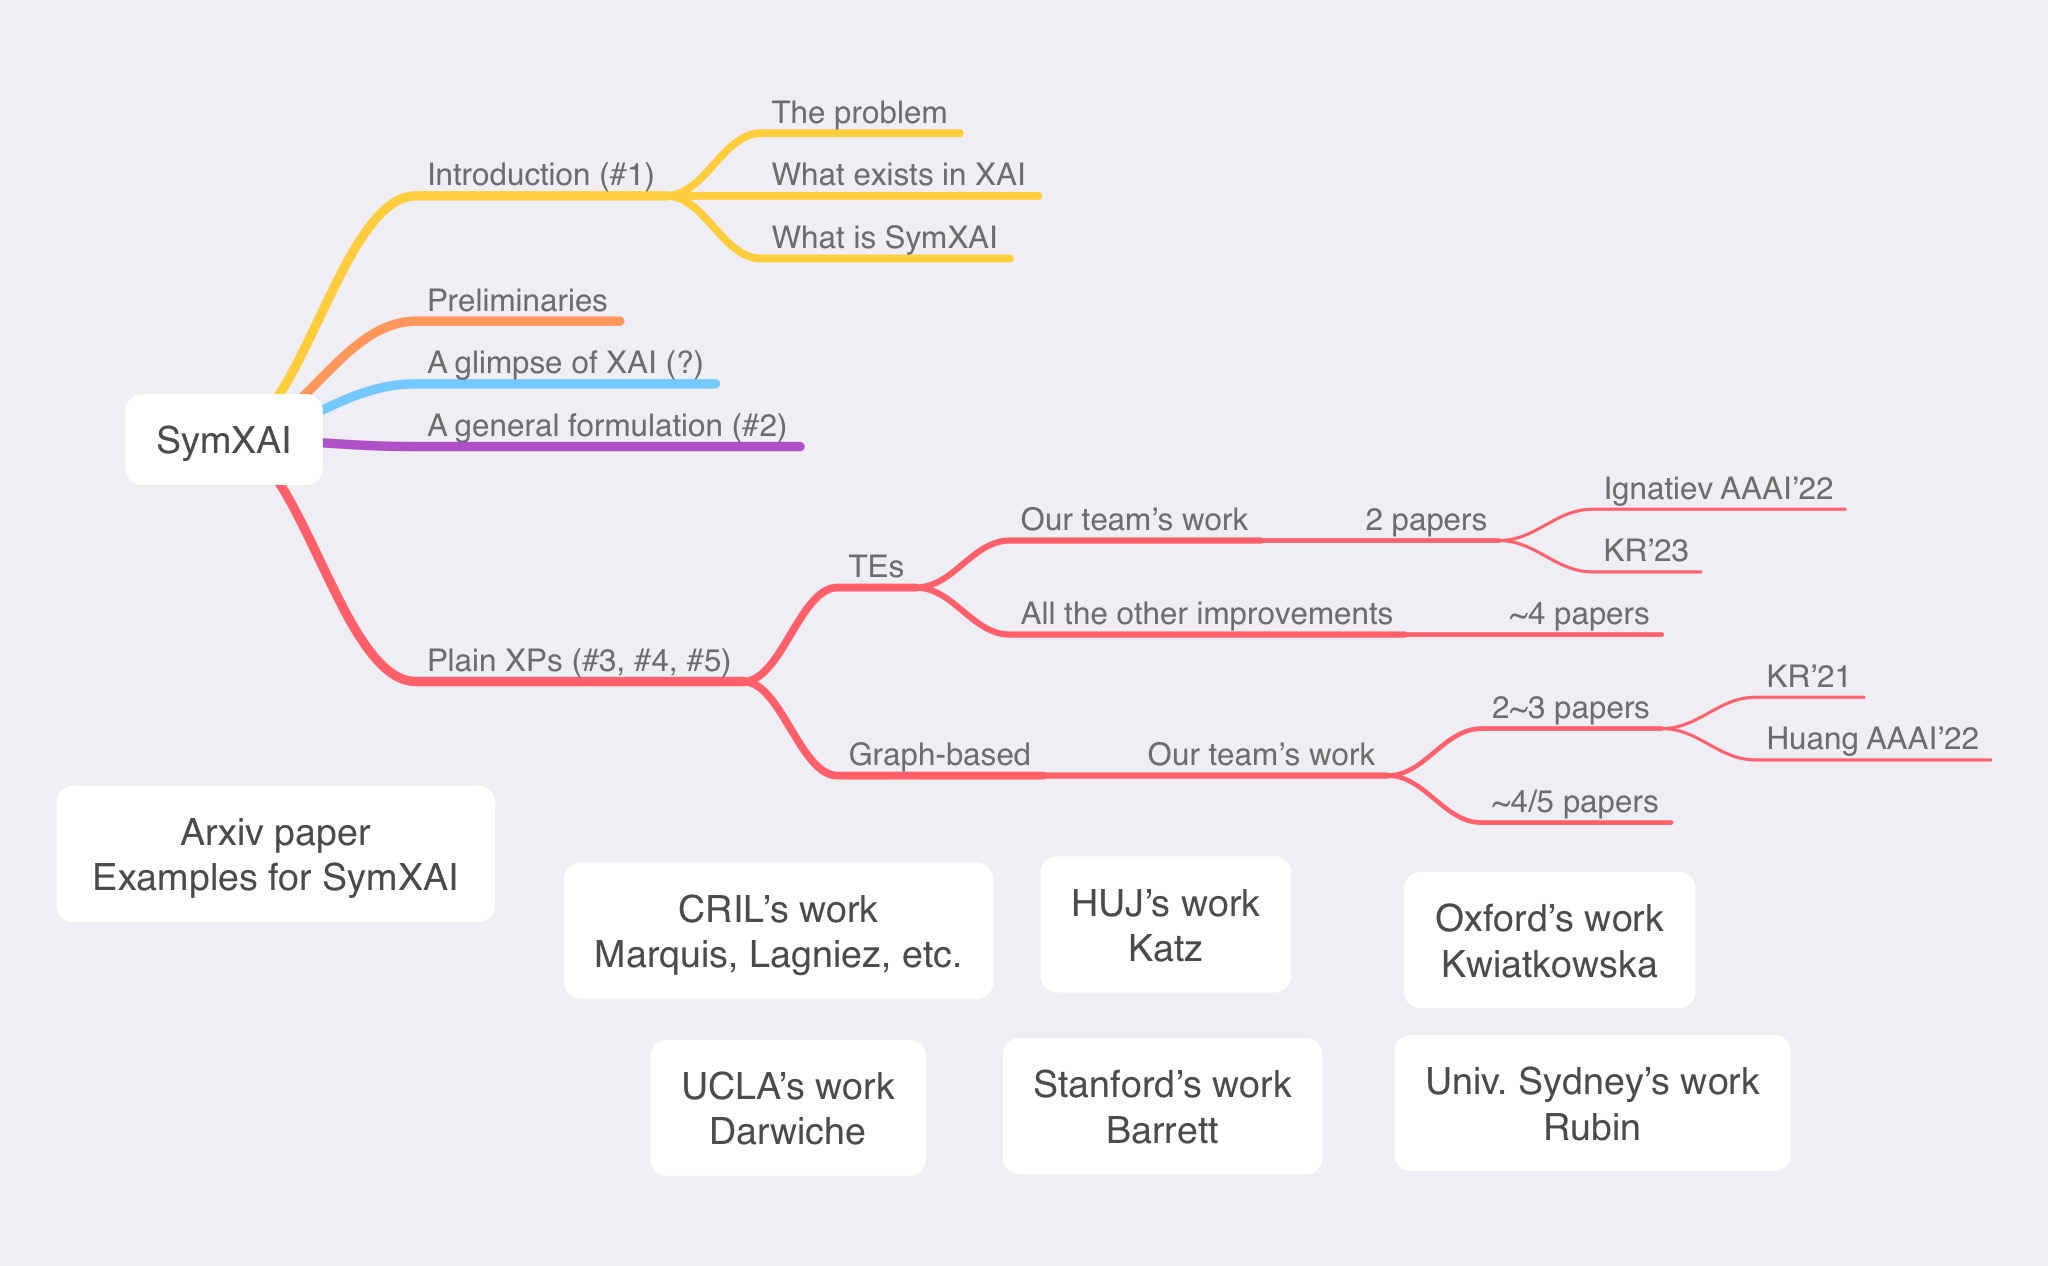 SymXAI
Introduction (#1)
The problem
What exists in XAI
What is SymXAI
Preliminaries
A glimpse of XAI (?)
A general formulation (#2)
Plain XPs (#3, #4, #5)
TEs
Our team’s work
2 papers
Ignatiev AAAI’22
KR’23
All the other improvements
~4 papers
Graph-based
Our team’s work
2~3 papers
KR’21
Huang AAAI’22
~4/5 papers
Arxiv paper
Examples for SymXAI
CRIL’s work
Marquis, Lagniez, etc.
HUJ’s work
Katz
Oxford’s work
Kwiatkowska
UCLA’s work
Darwiche
Stanford’s work
Barrett
Univ. Sydney’s work
Rubin